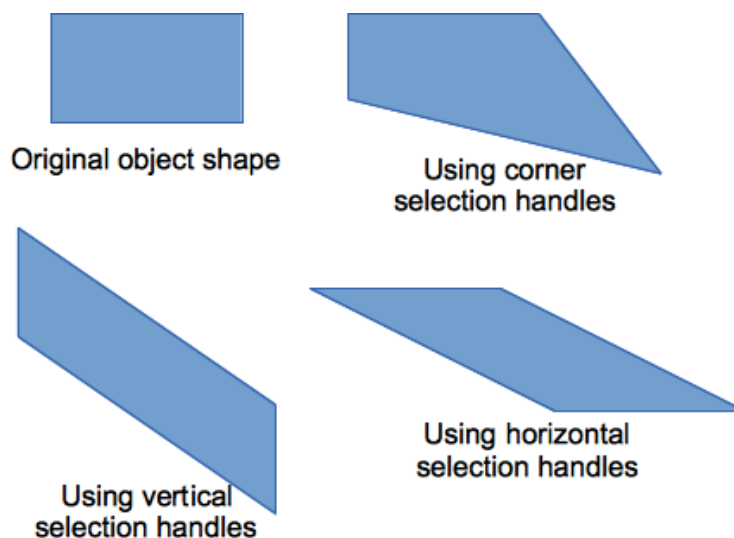 Original object shape
Using corner
selection handles
Using vertical
selection handles
Using horizontal
selection handles